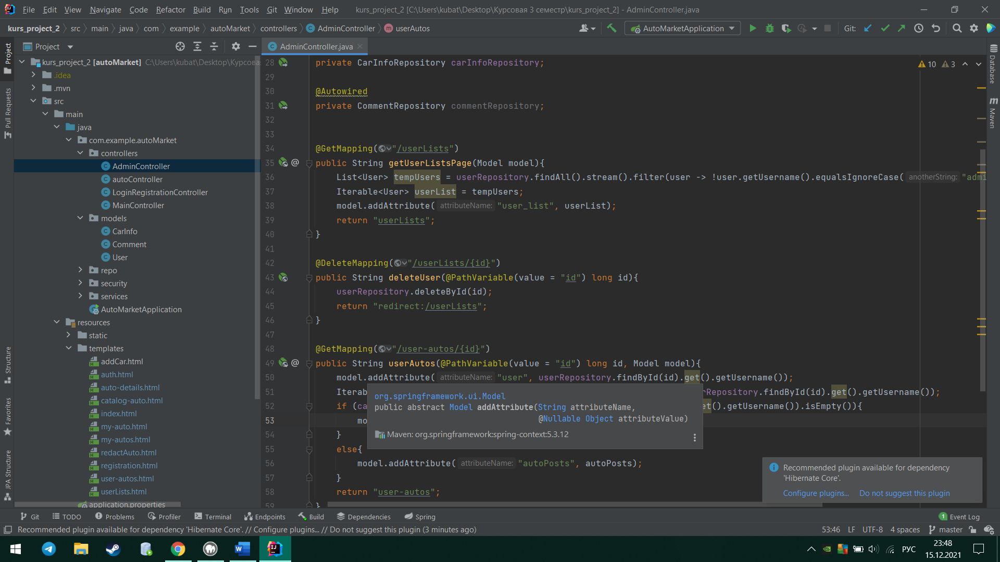 File Edit View Navigate Code Refactor Build Run Tools Git Window Help kurs_project_2 [C:\Users\kubat\Desktop\Курсовая 3 семестр\kurs_project_2] - AdminController.java
kurs_project_2 src main java com example autoMarket controllers AdminController userAutos AutoMarketApplication Git:
Project
AdminController.java
Project
Pull Requests
Structure
Favorites
JPA Structure
kurs_project_2 [autoMarket] C:\Users\kubat\Desktop\Курсова
.idea
.mvn
src
main
java
com.example.autoMarket
controllers
AdminController
autoController
LoginRegistrationController
MainController
models
CarInfo
Comment
User
repo
security
services
AutoMarketApplication
resources
static
templates
addCar.html
auth.html
auto-details.html
catalog-auto.html
index.html
my-auto.html
my-autos.html
redactAuto.html
registration.html
user-autos.html
userLists.html
application.properties
28 private CarInfoRepository carInfoRepository;
10 3
29
30 @Autowired
31 private CommentRepository commentRepository;
32
33
34 @GetMapping("/userLists")
35 @ public String getUserListsPage(Model model){
36 List<User> tempUsers = userRepository.findAll().stream().filter(user -> !user.getUsername().equalsIgnoreCase( anotherString: "admi
37 Iterable<User> userList = tempUsers;
38 model.addAttribute( attributeName: "user_list", userList);
39 return "userLists";
40 }
41
42 @DeleteMapping("/userLists/{id}")
43 public String deleteUser(@PathVariable(value = "id") long id){
44 userRepository.deleteById(id);
45 return "redirect:/userLists";
46 }
47
48 @GetMapping("/user-autos/{id}")
49 @ public String userAutos(@PathVariable(value = "id") long id, Model model){
50 model.addAttribute( attributeName: "user", userRepository.findById(id).get().getUsername());
51 Iterab rRepository.findById(id).get().getUsername());
52 if (ca et().getUsername()).isEmpty()){
53 mo
54 }
55 else{
56 model.addAttribute( attributeName: "autoPosts", autoPosts);
57 }
58 return "user-autos";
59 }
org.springframework.ui.Model
public abstract Model addAttribute(String attributeName,
@Nullable Object attributeValue)
Maven: org.springframework:spring-context:5.3.12
Database
m Maven
Recommended plugin available for dependency
'Hibernate Core'.
Configure plugins... Do not suggest this plugin
Git TODO Problems Profiler Terminal Endpoints Build Dependencies Spring 1 Event Log
Recommended plugin available for dependency 'Hibernate Core'. // Configure plugins... // Do not suggest this plugin (3 minutes ago) 53:46 LF UTF-8 4 spaces master
РУС
23:48
15.12.2021